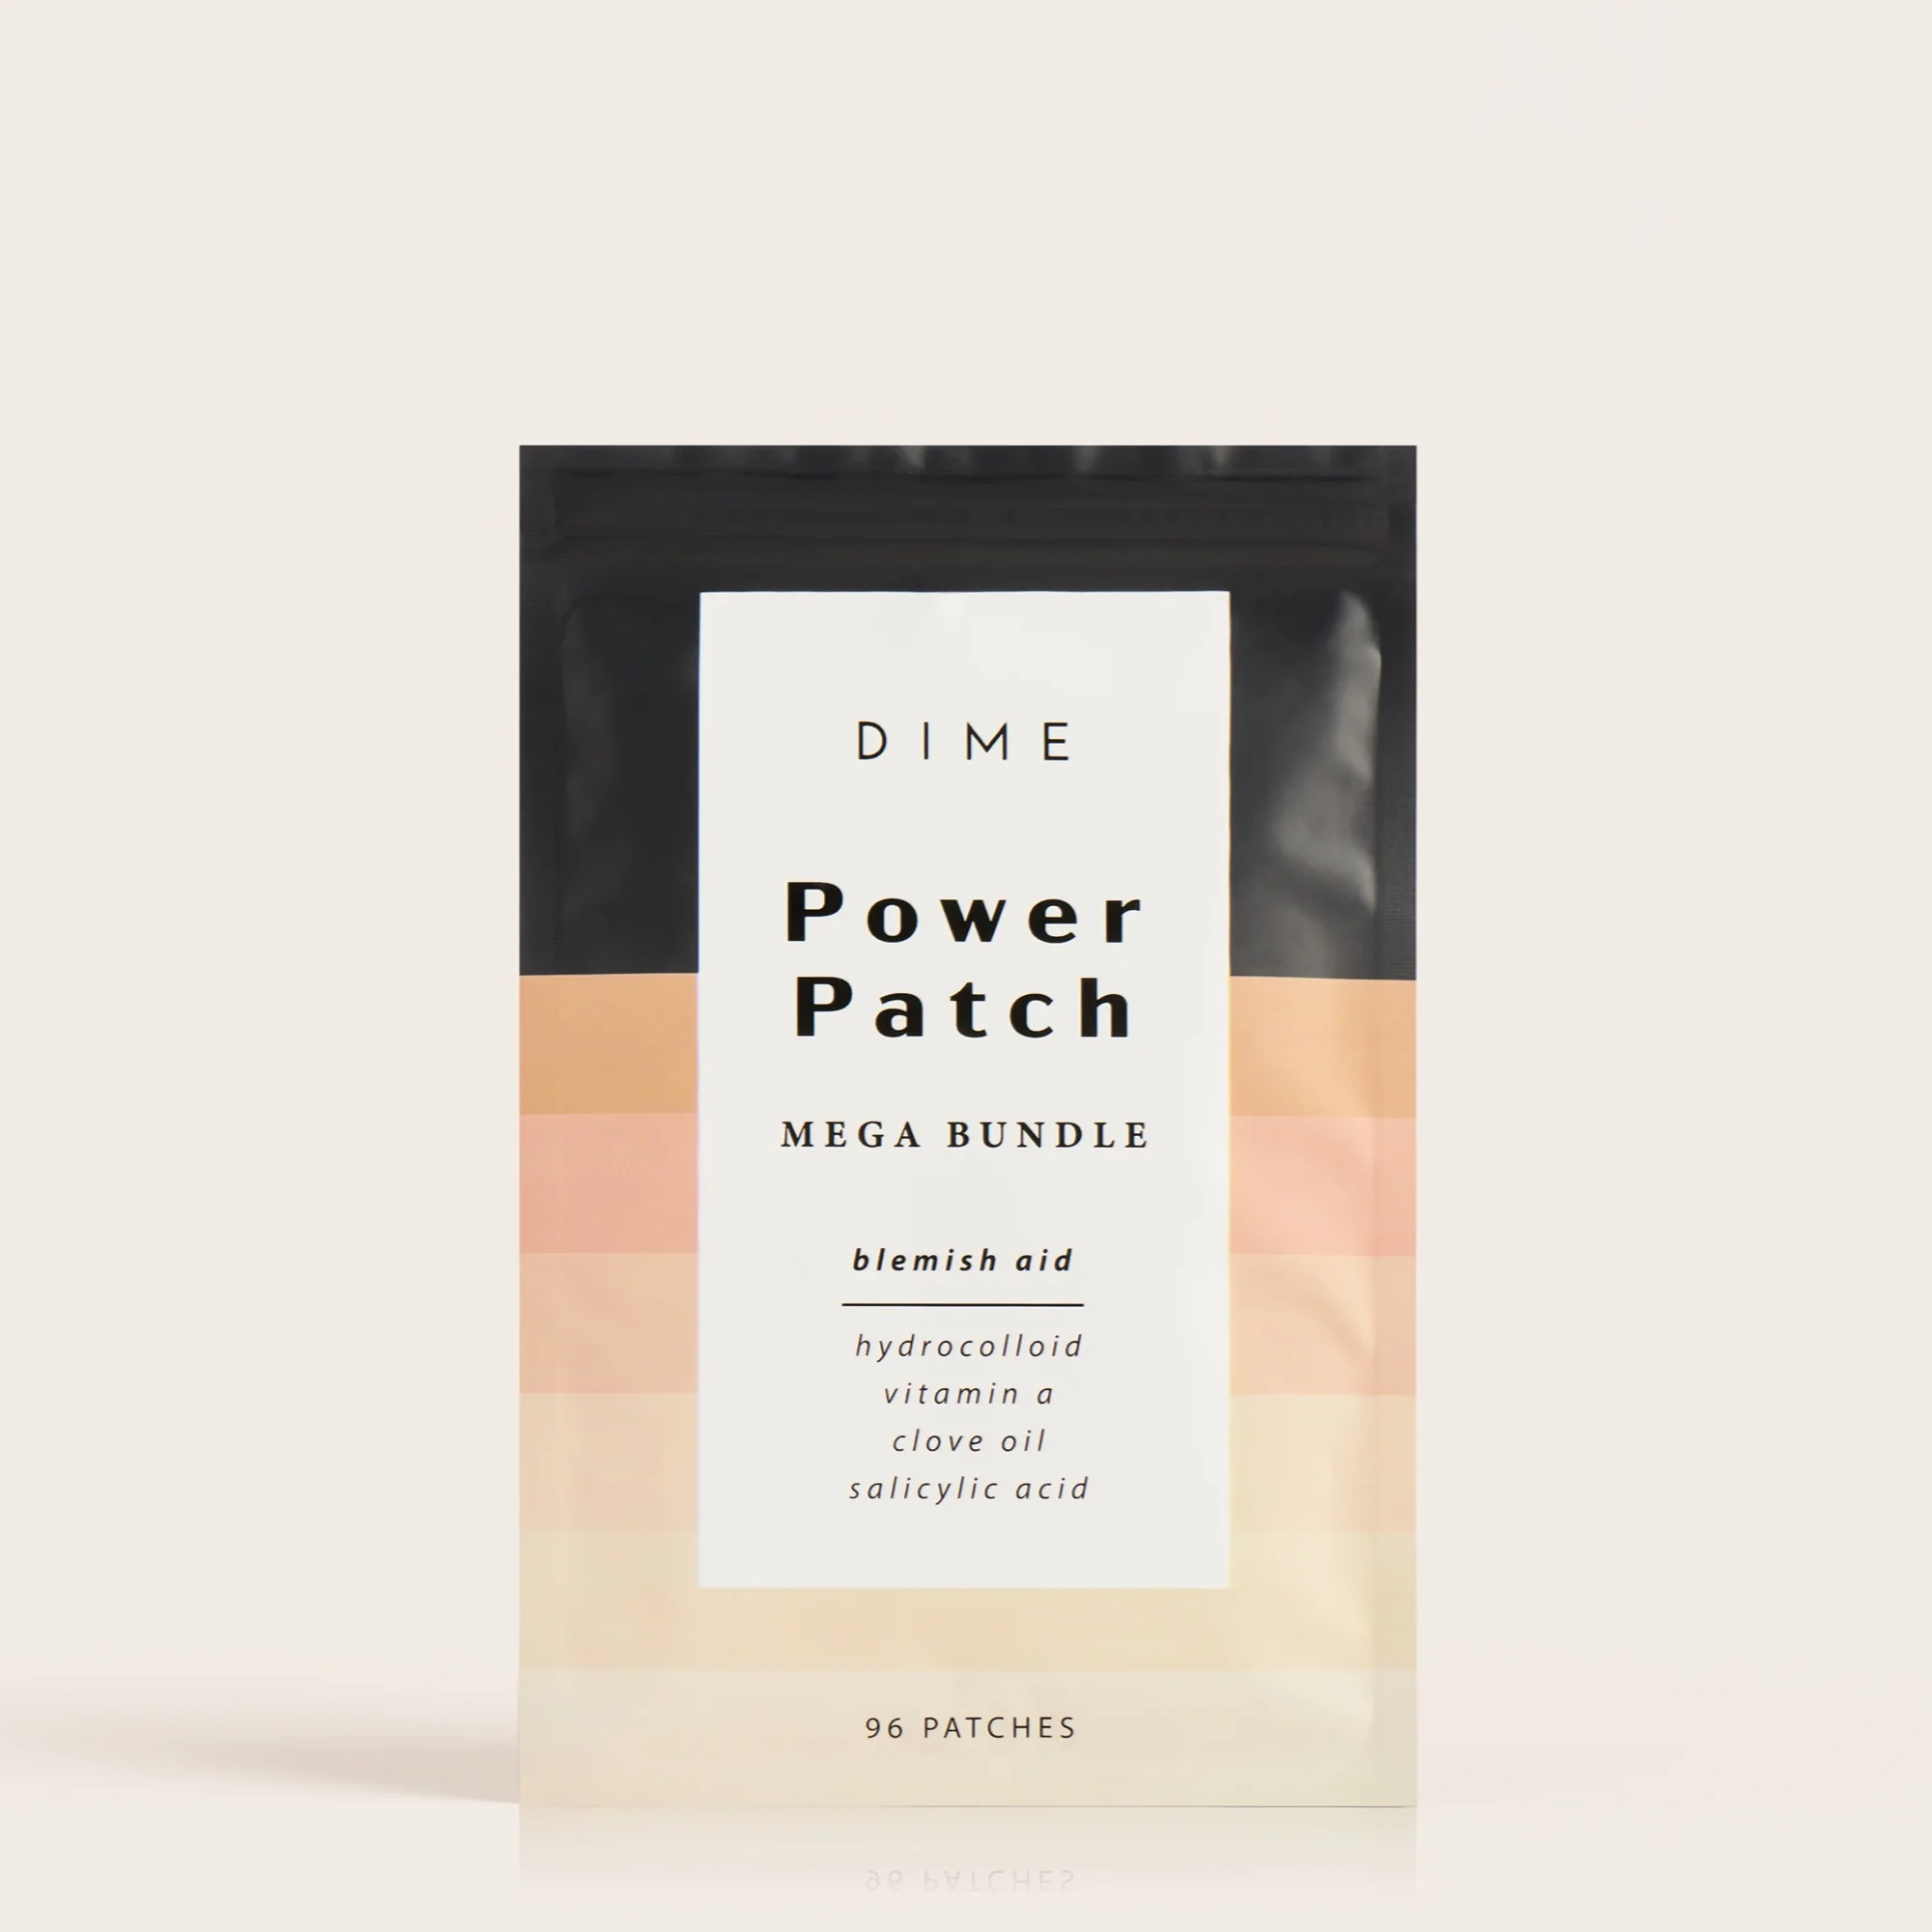 DIME
Power
Patch
MEGA BUNDLE
blemish aid
hydrocolloid
vitamin a
clove oil
salicylic acid
96 PATCHES